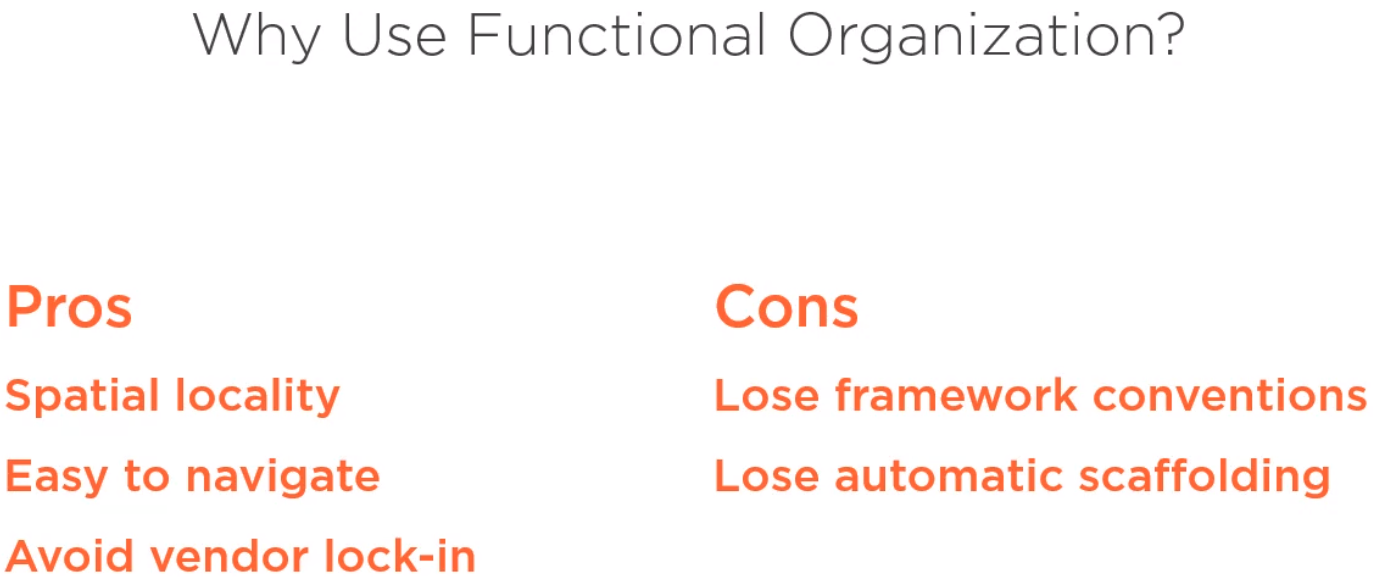 Why Use Functional Organization?
Pros
Spatial locality
Easy to navigate
Avoid vendor lock-in
Cons
Lose framework conventions
Lose automatic scaffolding